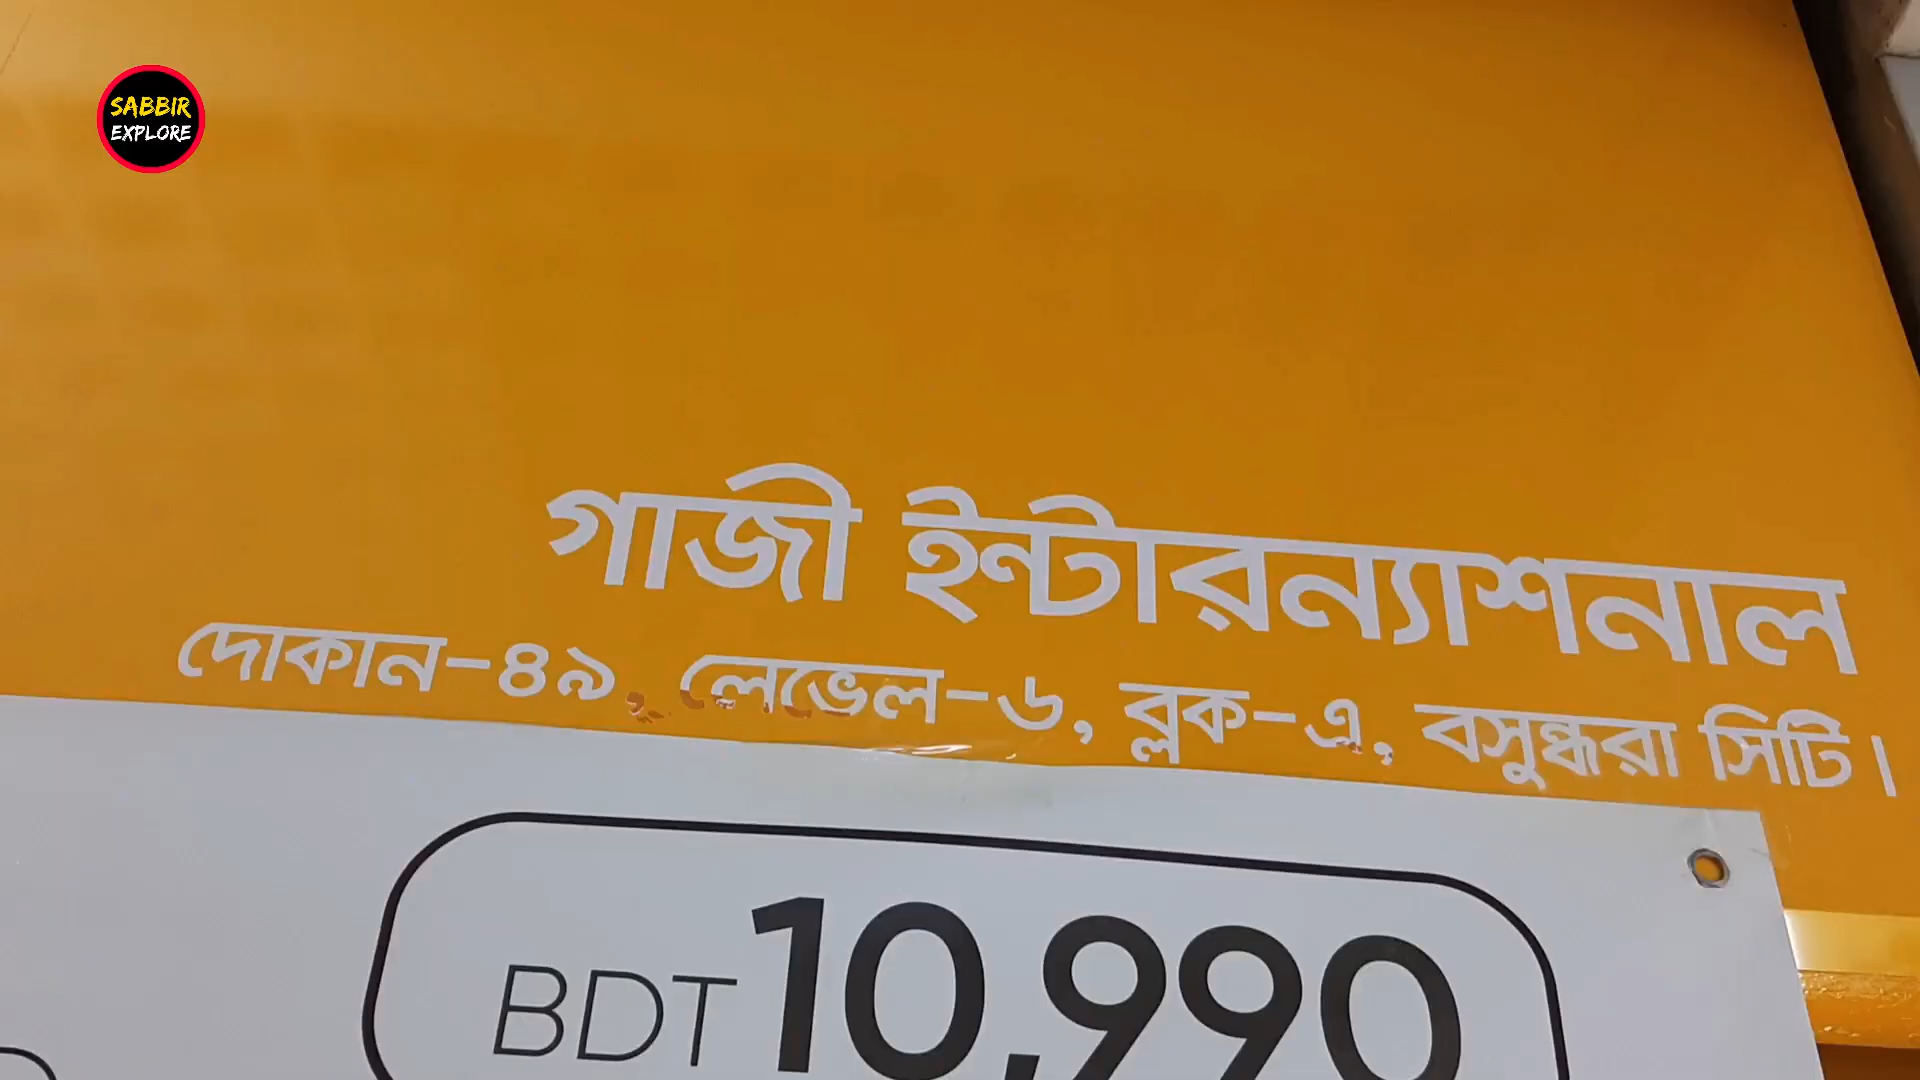 SABBIR
EXPLORE
গাজী ইন্টারন্যাশনাল
দোকান-৪৯, লেভেল-৬, ব্লক-এ, বসুন্ধরা সিটি।
BDT 10,990